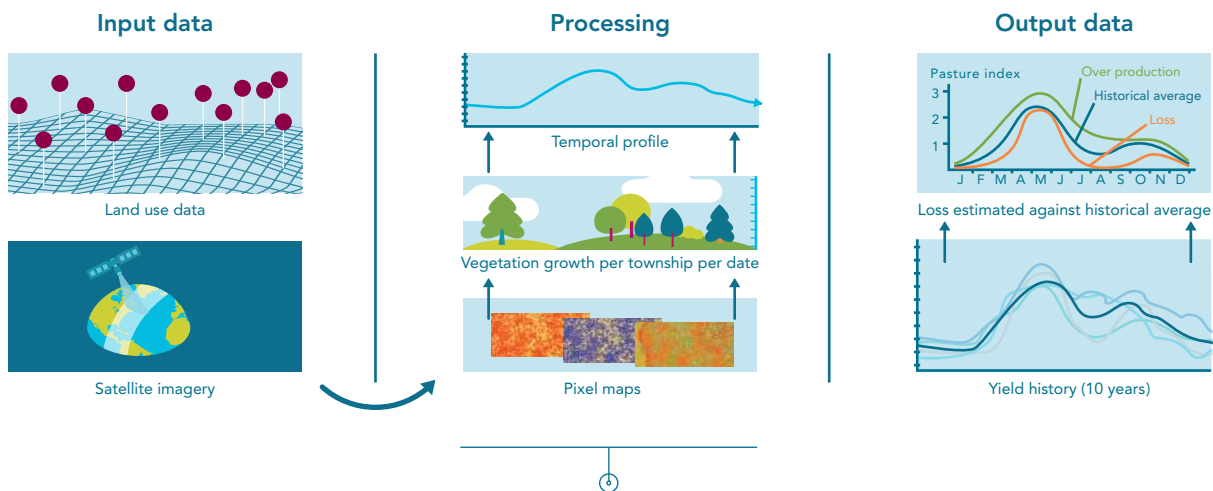 Input data
Land use data
Satellite imagery
Processing
Temporal profile
Vegetation growth per township per date
Pixel maps
Output data
Pasture index
Over production
Historical average
Loss
3
2
1
J F M A M J J A S O N D
Loss estimated against historical average
Yield history (10 years)